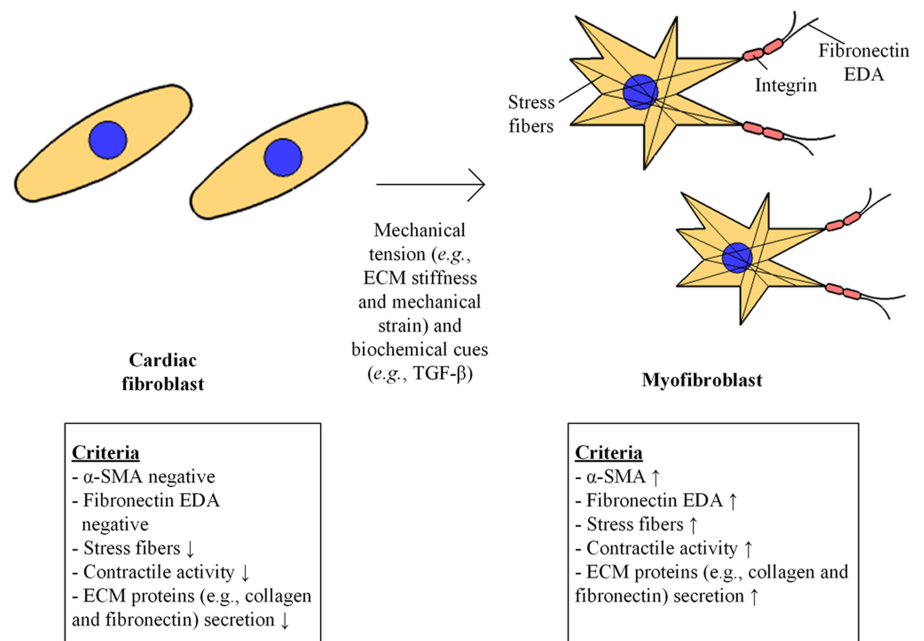 Fibronectin
EDA
Integrin
Stress
fibers
Mechanical
tension (e.g.,
ECM stiffness
and mechanical
strain) and
biochemical cues
(e.g., TGF-β)
Cardiac
fibroblast
Myofibroblast
Criteria
- α-SMA negative
- Fibronectin EDA
negative
- Stress fibers ↓
- Contractile activity ↓
- ECM proteins (e.g., collagen
and fibronectin) secretion ↓
Criteria
- α-SMA ↑
- Fibronectin EDA ↑
- Stress fibers ↑
- Contractile activity ↑
- ECM proteins (e.g., collagen and
fibronectin) secretion ↑